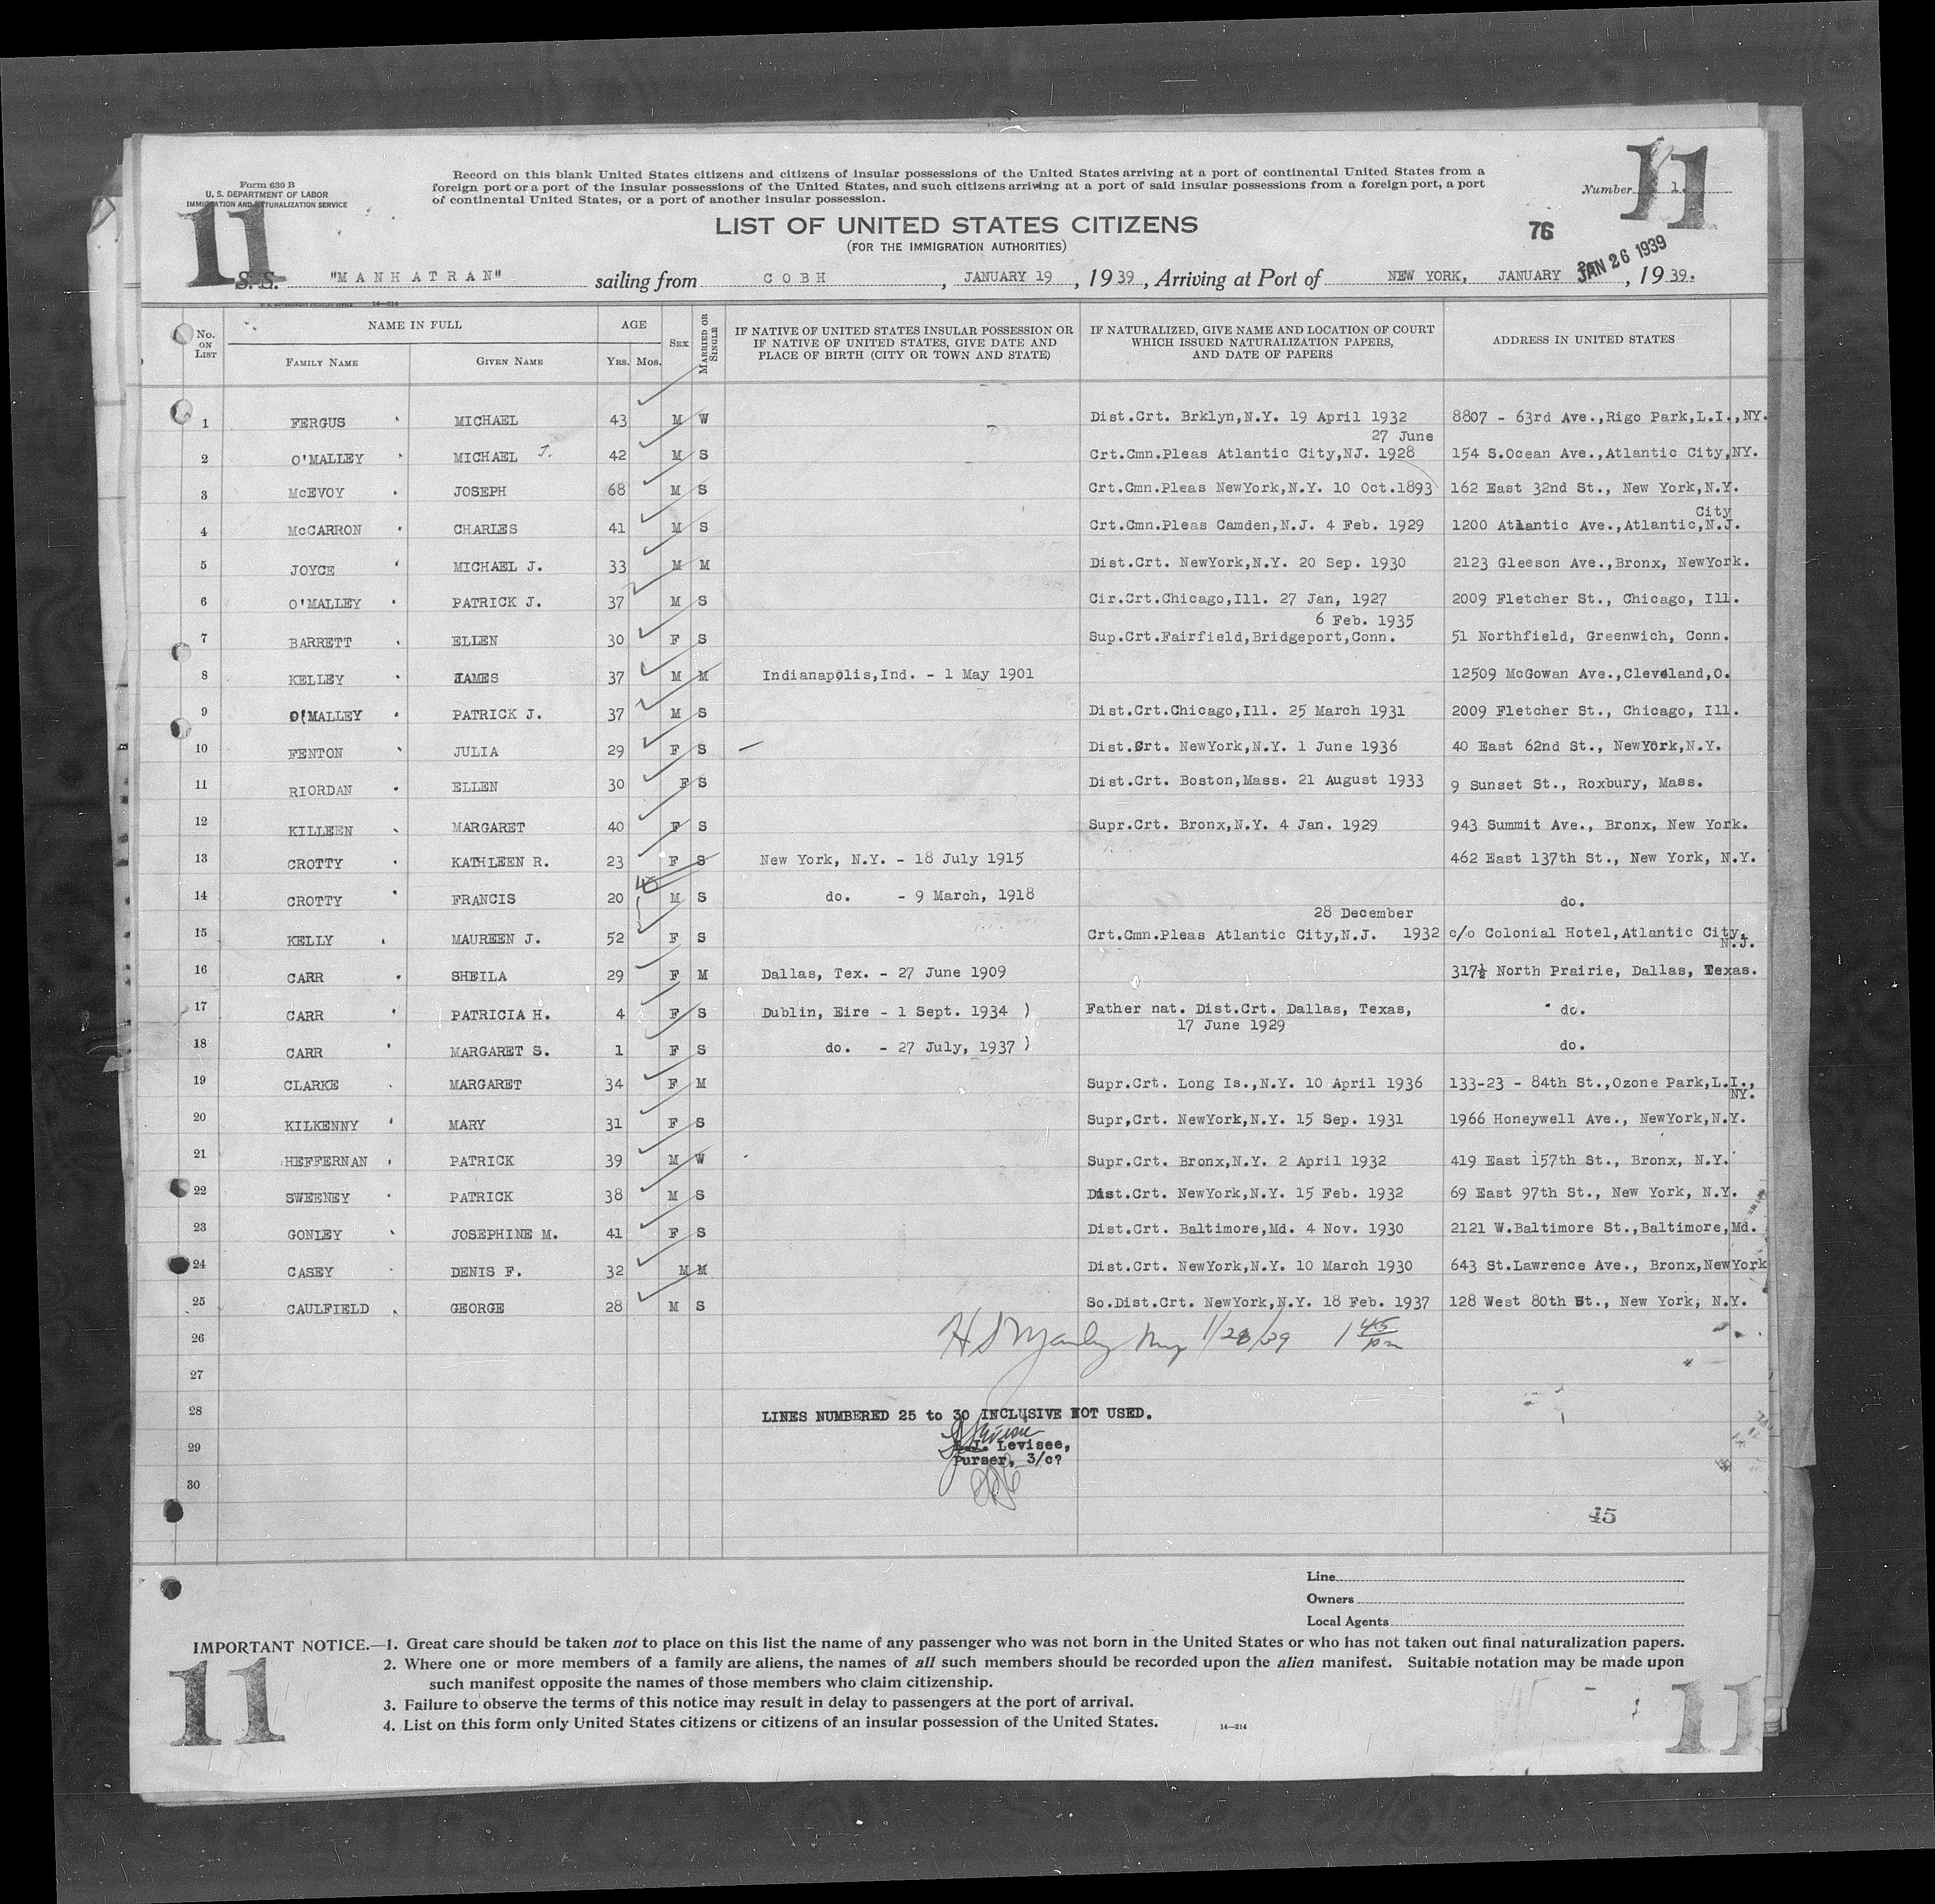 Form 630 B
U. S. DEPARTMENT OF LABOR
IMMIGRATION AND NATURALIZATION SERVICE
11
Record on this blank United States citizens and citizens of insular possessions of the United States arriving at a port of continental United States from a
foreign port or a port of the insular possessions of the United States, and such citizens arriving at a port of said insular possessions from a foreign port, a port
of continental United States, or a port of another insular possession.
11
Number 1.
LIST OF UNITED STATES CITIZENS
(FOR THE IMMIGRATION AUTHORITIES)
76
JAN 26 1939
S. S. "MANHATRAN" sailing from COBH, JANUARY 19, 1939, Arriving at Port of NEW YORK, JANUARY , 1939.
No. ON LIST NAME IN FULL FAMILY NAME GIVEN NAME AGE YRS. MOS. SEX MARRIED OR SINGLE IF NATIVE OF UNITED STATES INSULAR POSSESSION OR IF NATIVE OF UNITED STATES, GIVE DATE AND PLACE OF BIRTH (CITY OR TOWN AND STATE) IF NATURALIZED, GIVE NAME AND LOCATION OF COURT WHICH ISSUED NATURALIZATION PAPERS, AND DATE OF PAPERS ADDRESS IN UNITED STATES
1 FERGUS MICHAEL 43 M W Dist.Crt. Brklyn,N.Y. 19 April 1932 8807 - 63rd Ave.,Rigo Park,L.I.,NY.
27 June
2 O'MALLEY MICHAEL J. 42 M S Crt.Cmn.Pleas Atlantic City,NJ. 1928 154 S.Ocean Ave.,Atlantic City,NY.
3 McEVOY JOSEPH 68 M S Crt.Cmn.Pleas NewYork,N.Y. 10 Oct.1893 162 East 32nd St., New York,N.Y.
City
4 McCARRON CHARLES 41 M S Crt.Cmn.Pleas Camden,N.J. 4 Feb. 1929 1200 Atlantic Ave.,Atlantic,N.J.
5 JOYCE MICHAEL J. 33 M M Dist.Crt. NewYork,N.Y. 20 Sep. 1930 2123 Gleeson Ave.,Bronx, NewYork.
6 O'MALLEY PATRICK J. 37 M S Cir.Crt.Chicago,Ill. 27 Jan, 1927 2009 Fletcher St., Chicago, Ill.
6 Feb. 1935
7 BARRETT ELLEN 30 F S Sup.Crt.Fairfield,Bridgeport,Conn. 51 Northfield, Greenwich, Conn.
8 KELLEY JAMES 37 M M Indianapolis,Ind. - 1 May 1901 12509 McGowan Ave.,Cleveland,O.
9 O'MALLEY PATRICK J. 37 M S Dist.Crt.Chicago,Ill. 25 March 1931 2009 Fletcher St., Chicago, Ill.
10 FENTON JULIA 29 F S Dist.Crt. NewYork,N.Y. 1 June 1936 40 East 62nd St., NewYork,N.Y.
11 RIORDAN ELLEN 30 F S Dist.Crt. Boston,Mass. 21 August 1933 9 Sunset St., Roxbury, Mass.
12 KILLEEN MARGARET 40 F S Supr.Crt. Bronx,N.Y. 4 Jan. 1929 943 Summit Ave., Bronx, New York.
13 CROTTY KATHLEEN R. 23 F S New York, N.Y. - 18 July 1915 462 East 137th St., New York, N.Y.
14 CROTTY FRANCIS 20 M S do. - 9 March, 1918 do.
28 December
15 KELLY MAUREEN J. 52 F S Crt.Cmn.Pleas Atlantic City,N.J. 1932 c/o Colonial Hotel,Atlantic City,
N.J.
16 CARR SHEILA 29 F M Dallas, Tex. - 27 June 1909 317½ North Prairie, Dallas, Texas.
17 CARR PATRICIA H. 4 F S Dublin, Eire - 1 Sept. 1934 ) Father nat. Dist.Crt. Dallas, Texas, do.
17 June 1929
18 CARR MARGARET S. 1 F S do. - 27 July, 1937 ) do.
19 CLARKE MARGARET 34 F M Supr.Crt. Long Is.,N.Y. 10 April 1936 133-23 - 84th St.,Ozone Park,L.I.,
NY.
20 KILKENNY MARY 31 F S Supr,Crt. NewYork,N.Y. 15 Sep. 1931 1966 Honeywell Ave., NewYork,N.Y.
21 HEFFERNAN PATRICK 39 M W Supr.Crt. Bronx,N.Y. 2 April 1932 419 East 157th St., Bronx, N.Y.
22 SWEENEY PATRICK 38 M S Dist.Crt. NewYork,N.Y. 15 Feb. 1932 69 East 97th St., New York, N.Y.
23 GONLEY JOSEPHINE M. 41 F S Dist.Crt. Baltimore,Md. 4 Nov. 1930 2121 W.Baltimore St.,Baltimore,Md.
24 CASEY DENIS F. 32 M M Dist.Crt. NewYork,N.Y. 10 March 1930 643 St.Lawrence Ave., Bronx,NewYork
25 CAULFIELD GEORGE 28 M S So.Dist.Crt. NewYork,N.Y. 18 Feb. 1937 128 West 80th St., New York, N.Y.
26 1 45 pm
27
28 LINES NUMBERED 25 to 30 INCLUSIVE NOT USED.
29 Levisee,
Purser, 3/c?
30
45
Line
Owners
Local Agents
IMPORTANT NOTICE.—1. Great care should be taken not to place on this list the name of any passenger who was not born in the United States or who has not taken out final naturalization papers.
2. Where one or more members of a family are aliens, the names of all such members should be recorded upon the alien manifest. Suitable notation may be made upon
such manifest opposite the names of those members who claim citizenship.
3. Failure to observe the terms of this notice may result in delay to passengers at the port of arrival.
4. List on this form only United States citizens or citizens of an insular possession of the United States.
14—214
11
11